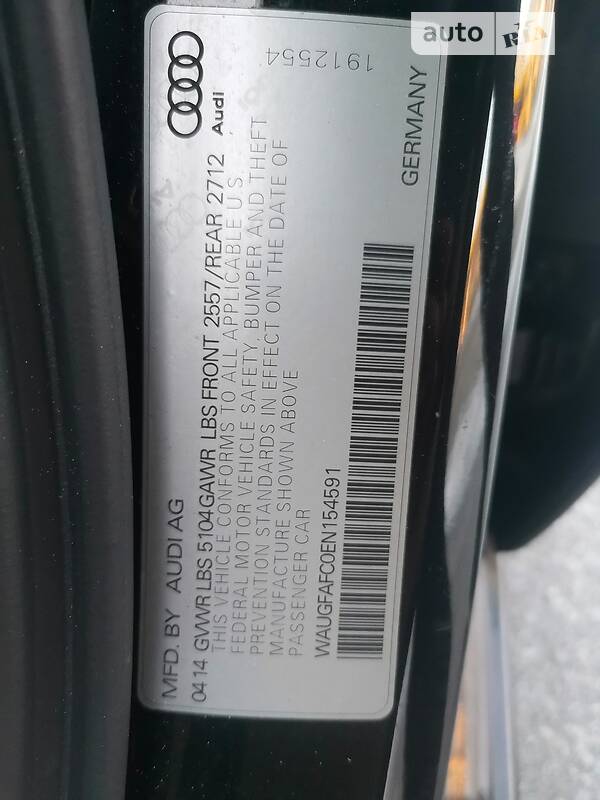 MFD. BY AUDI AG
0414 GVWR LBS 5104GAWR LBS FRONT 2557/REAR 2712
THIS VEHICLE CONFORMS TO ALL APPLICABLE U.S.
FEDERAL MOTOR VEHICLE SAFETY, BUMPER AND THEFT
PREVENTION STANDARDS IN EFFECT ON THE DATE OF
MANUFACTURE SHOWN ABOVE
PASSENGER CAR
WAUGFAFC0EN154591
Audi
GERMANY
1912554
auto RIA